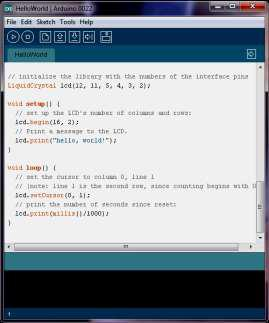 HelloWorld | Arduino 0022
File Edit Sketch Tools Help
HelloWorld
// initialize the library with the numbers of the interface pins
LiquidCrystal lcd(12, 11, 5, 4, 3, 2);
void setup() {
// set up the LCD's number of columns and rows:
lcd.begin(16, 2);
// Print a message to the LCD.
lcd.print("hello, world!");
}
void loop() {
// set the cursor to column 0, line 1
// (note: line 1 is the second row, since counting begins with 0
lcd.setCursor(0, 1);
// print the number of seconds since reset:
lcd.print(millis()/1000);
}
1